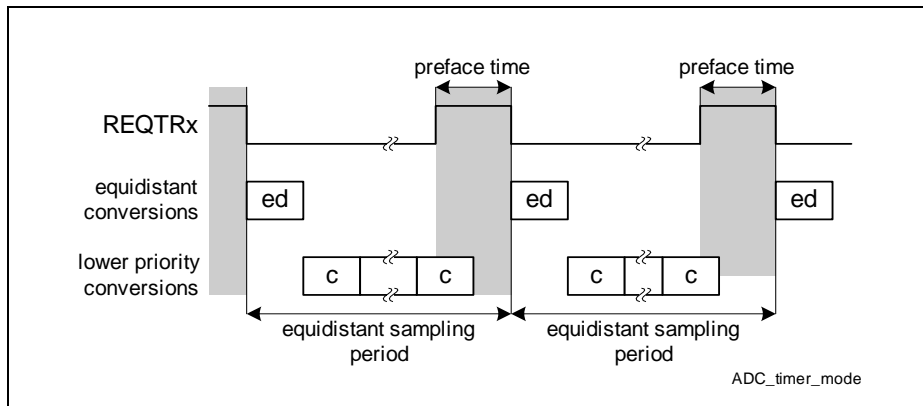 preface time preface time
REQTRx
equidistant
conversions
ed ed ed
lower priority
conversions
c c c c
equidistant sampling
period
equidistant sampling
period
ADC_timer_mode